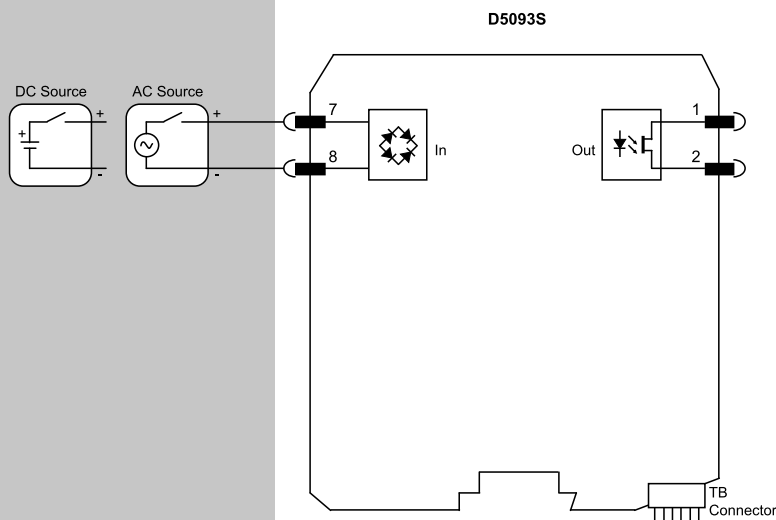 D5093S
DC Source
AC Source
+
+
+
-
-
7
8
In
Out
1
2
TB
Connector